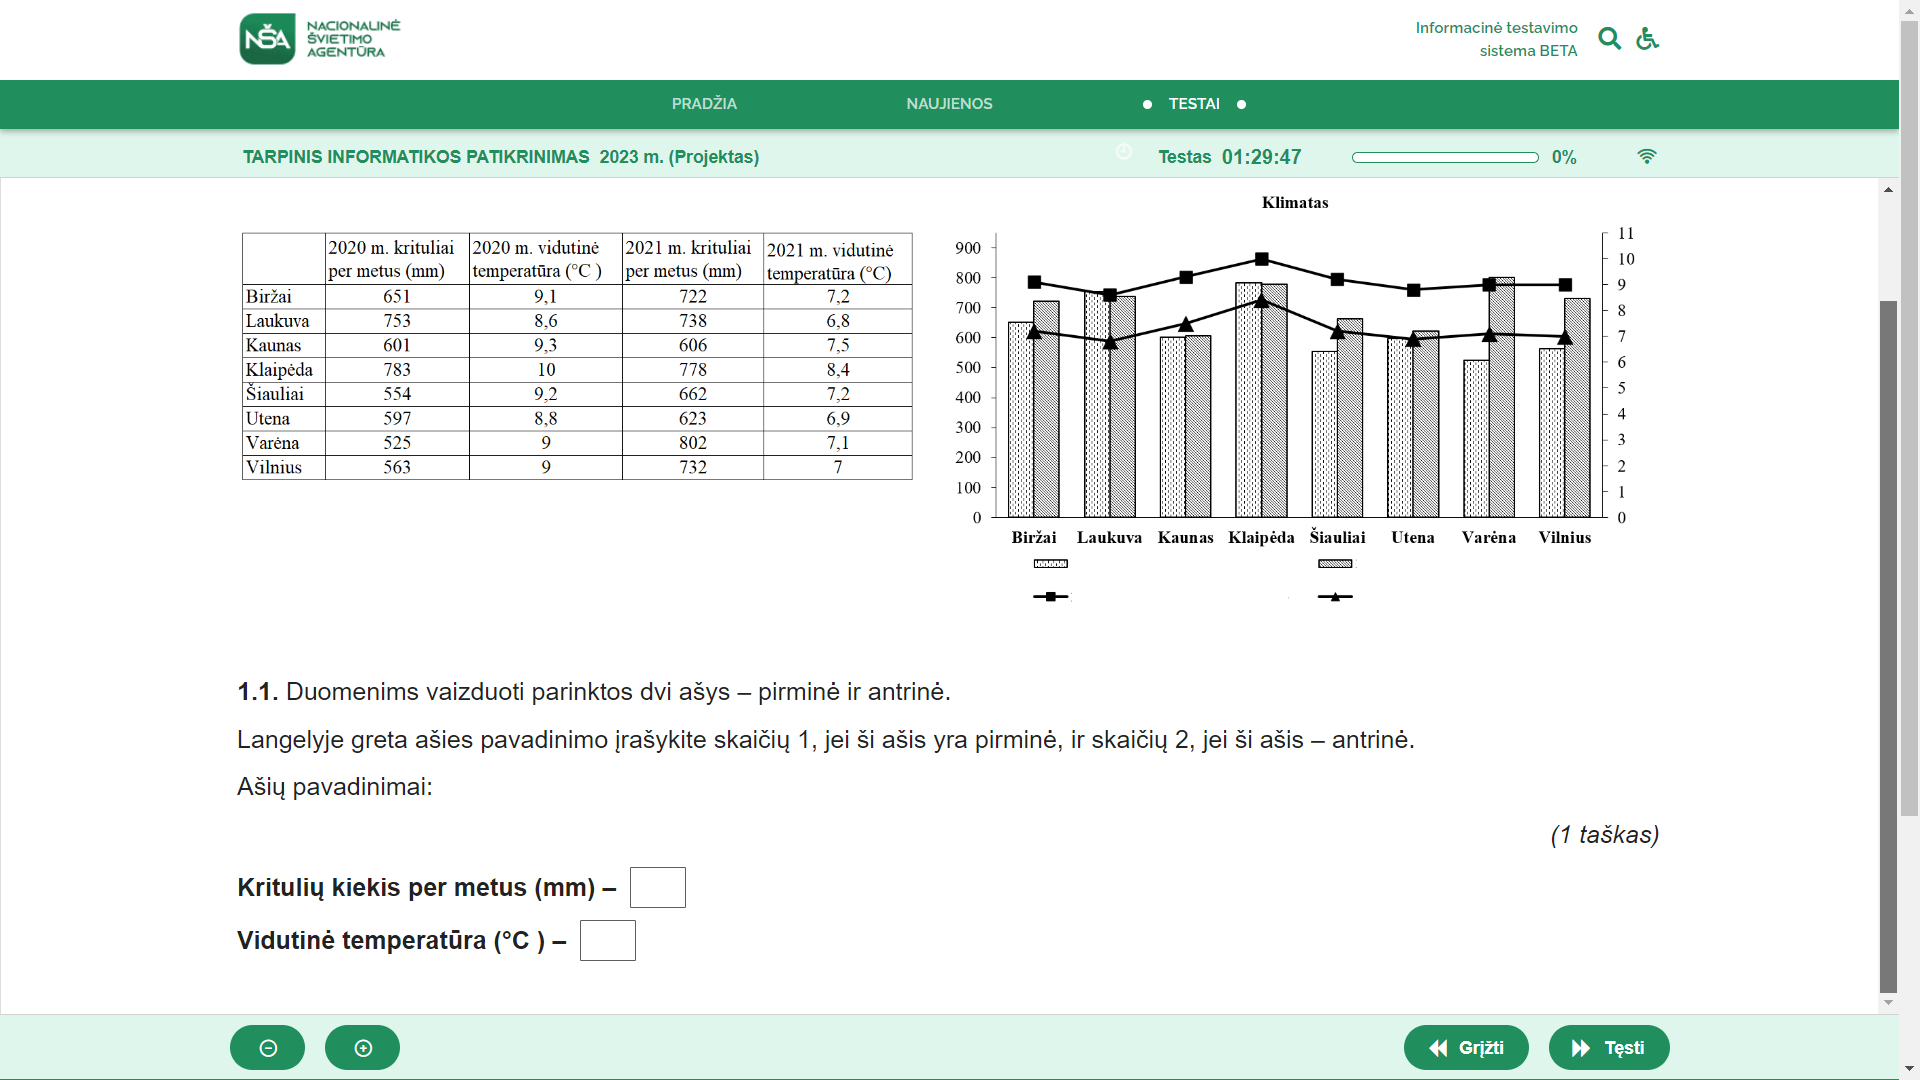 NŠA
NACIONALINĖ
ŠVIETIMO
AGENTŪRA
Informacinė testavimo
sistema BETA
PRADŽIA NAUJIENOS TESTAI
TARPINIS INFORMATIKOS PATIKRINIMAS 2023 m. (Projektas)
Testas 01:29:47 0%
2020 m. krituliai per metus (mm) 2020 m. vidutinė temperatūra (°C ) 2021 m. krituliai per metus (mm) 2021 m. vidutinė temperatūra (°C)
Biržai 651 9,1 722 7,2
Laukuva 753 8,6 738 6,8
Kaunas 601 9,3 606 7,5
Klaipėda 783 10 778 8,4
Šiauliai 554 9,2 662 7,2
Utena 597 8,8 623 6,9
Varėna 525 9 802 7,1
Vilnius 563 9 732 7
Klimatas
900
800
700
600
500
400
300
200
100
0
11
10
9
8
7
6
5
4
3
2
1
0
Biržai Laukuva Kaunas Klaipėda Šiauliai Utena Varėna Vilnius
1.1. Duomenims vaizduoti parinktos dvi ašys – pirminė ir antrinė.
Langelyje greta ašies pavadinimo įrašykite skaičių 1, jei ši ašis yra pirminė, ir skaičių 2, jei ši ašis – antrinė.
Ašių pavadinimai:
(1 taškas)
Kritulių kiekis per metus (mm) –
Vidutinė temperatūra (°C ) –
Grįžti Tęsti